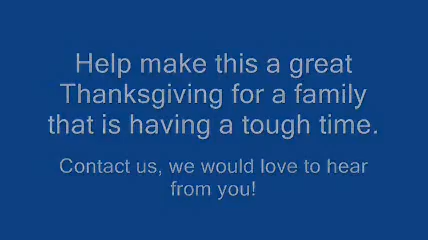 Help make this a great
Thanksgiving for a family
that is having a tough time.
Contact us, we would love to hear
from you!